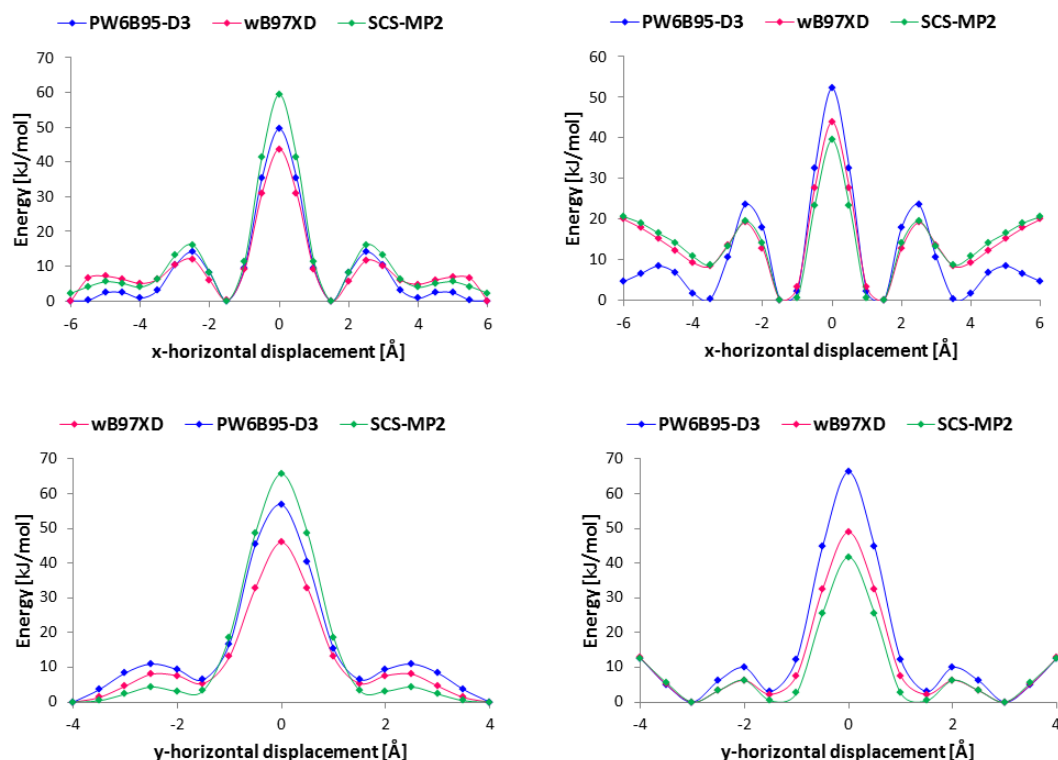 PW6B95-D3 wB97XD SCS-MP2
Energy [kJ/mol]
70
60
50
40
30
20
10
0
-6 -4 -2 0 2 4 6
x-horizontal displacement [Å]
PW6B95-D3 wB97XD SCS-MP2
Energy [kJ/mol]
60
50
40
30
20
10
0
-6 -4 -2 0 2 4 6
x-horizontal displacement [Å]
wB97XD PW6B95-D3 SCS-MP2
Energy [kJ/mol]
70
60
50
40
30
20
10
0
-4 -2 0 2 4
y-horizontal displacement [Å]
PW6B95-D3 wB97XD SCS-MP2
Energy [kJ/mol]
70
60
50
40
30
20
10
0
-4 -2 0 2 4
y-horizontal displacement [Å]